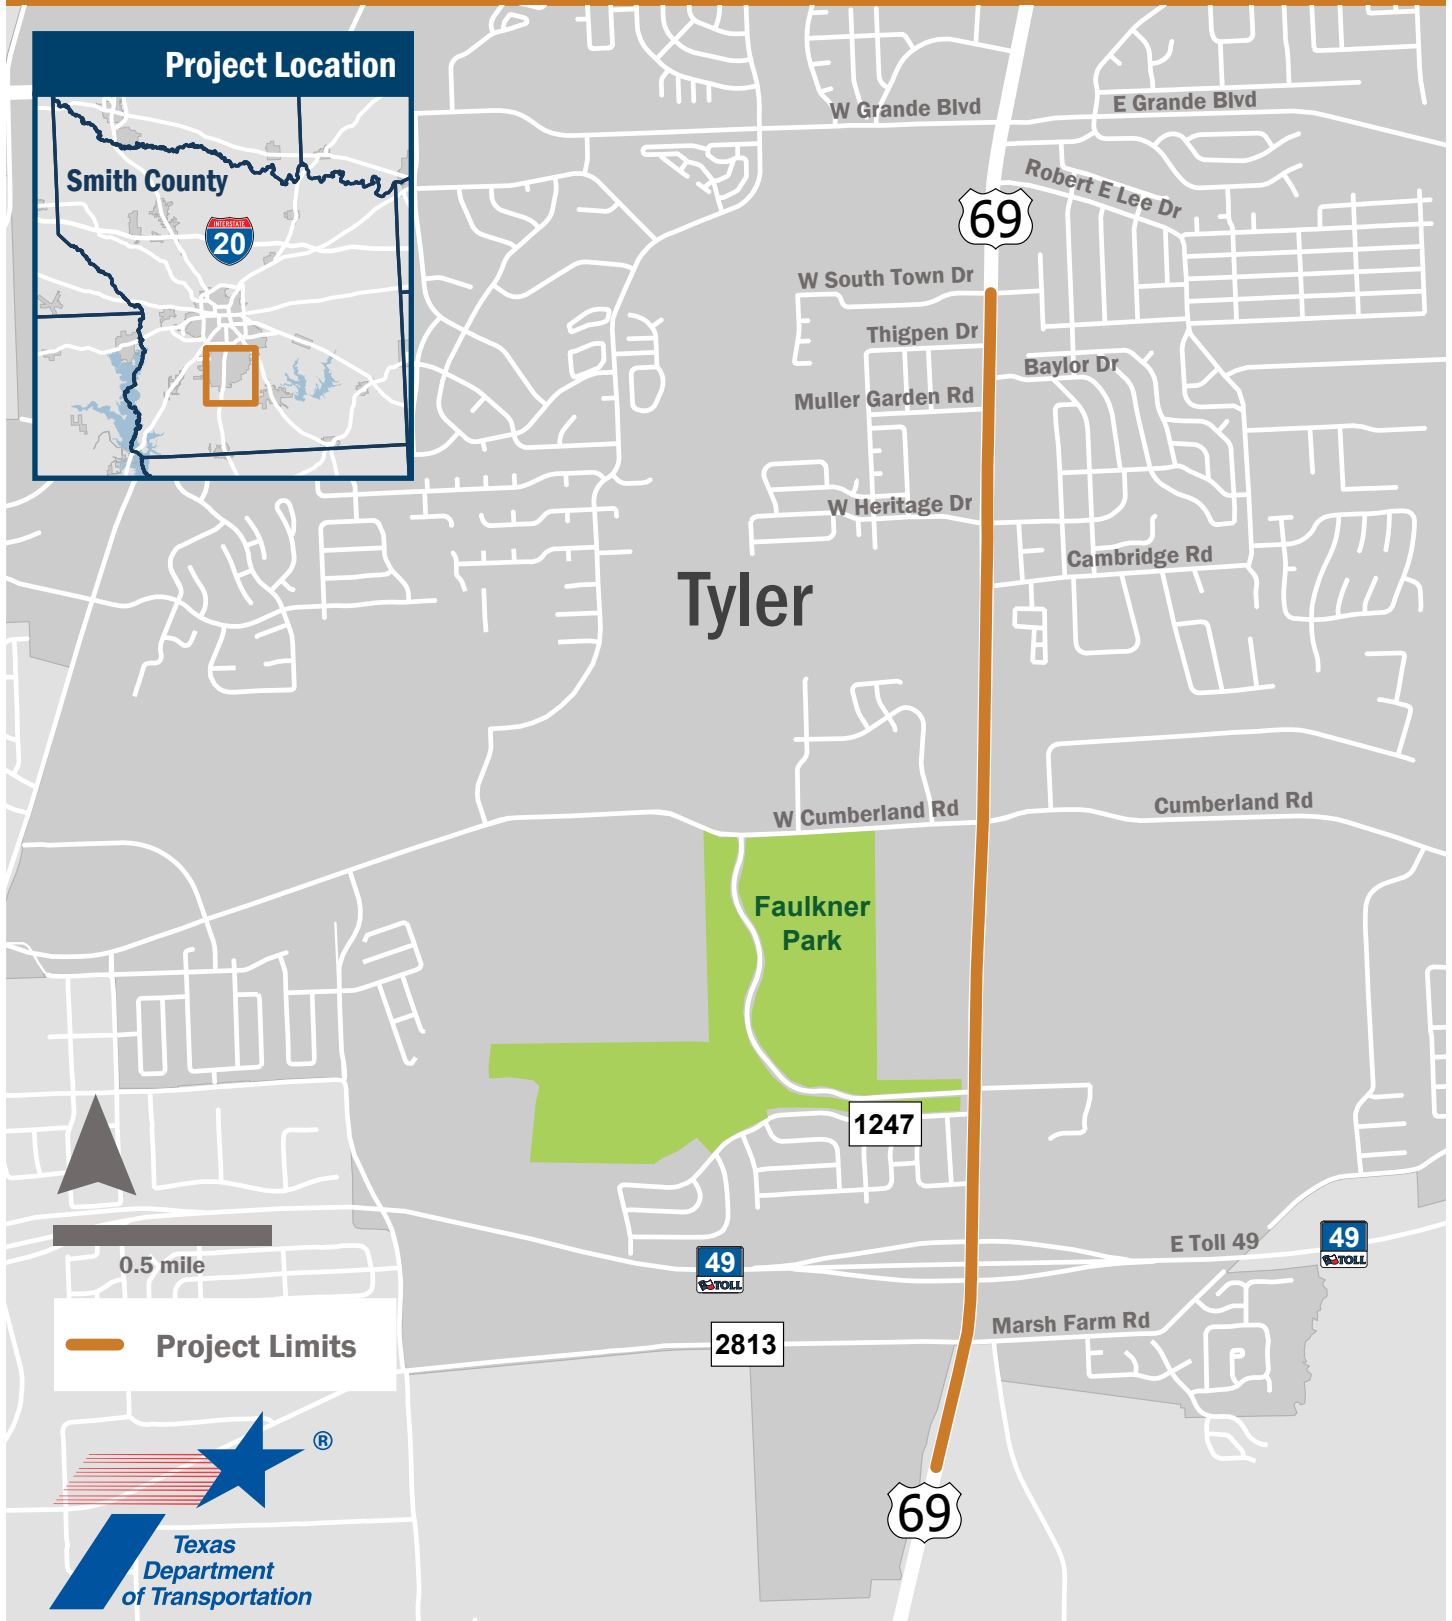 Project Location
Smith County
INTERSTATE
20
W Grande Blvd
E Grande Blvd
Robert E Lee Dr
69
W South Town Dr
Thigpen Dr
Baylor Dr
Muller Garden Rd
W Heritage Dr
Cambridge Rd
Tyler
W Cumberland Rd
Cumberland Rd
Faulkner
Park
1247
0.5 mile
E Toll 49
49
TOLL
49
TOLL
Marsh Farm Rd
2813
Project Limits
69
®
Texas
Department
of Transportation